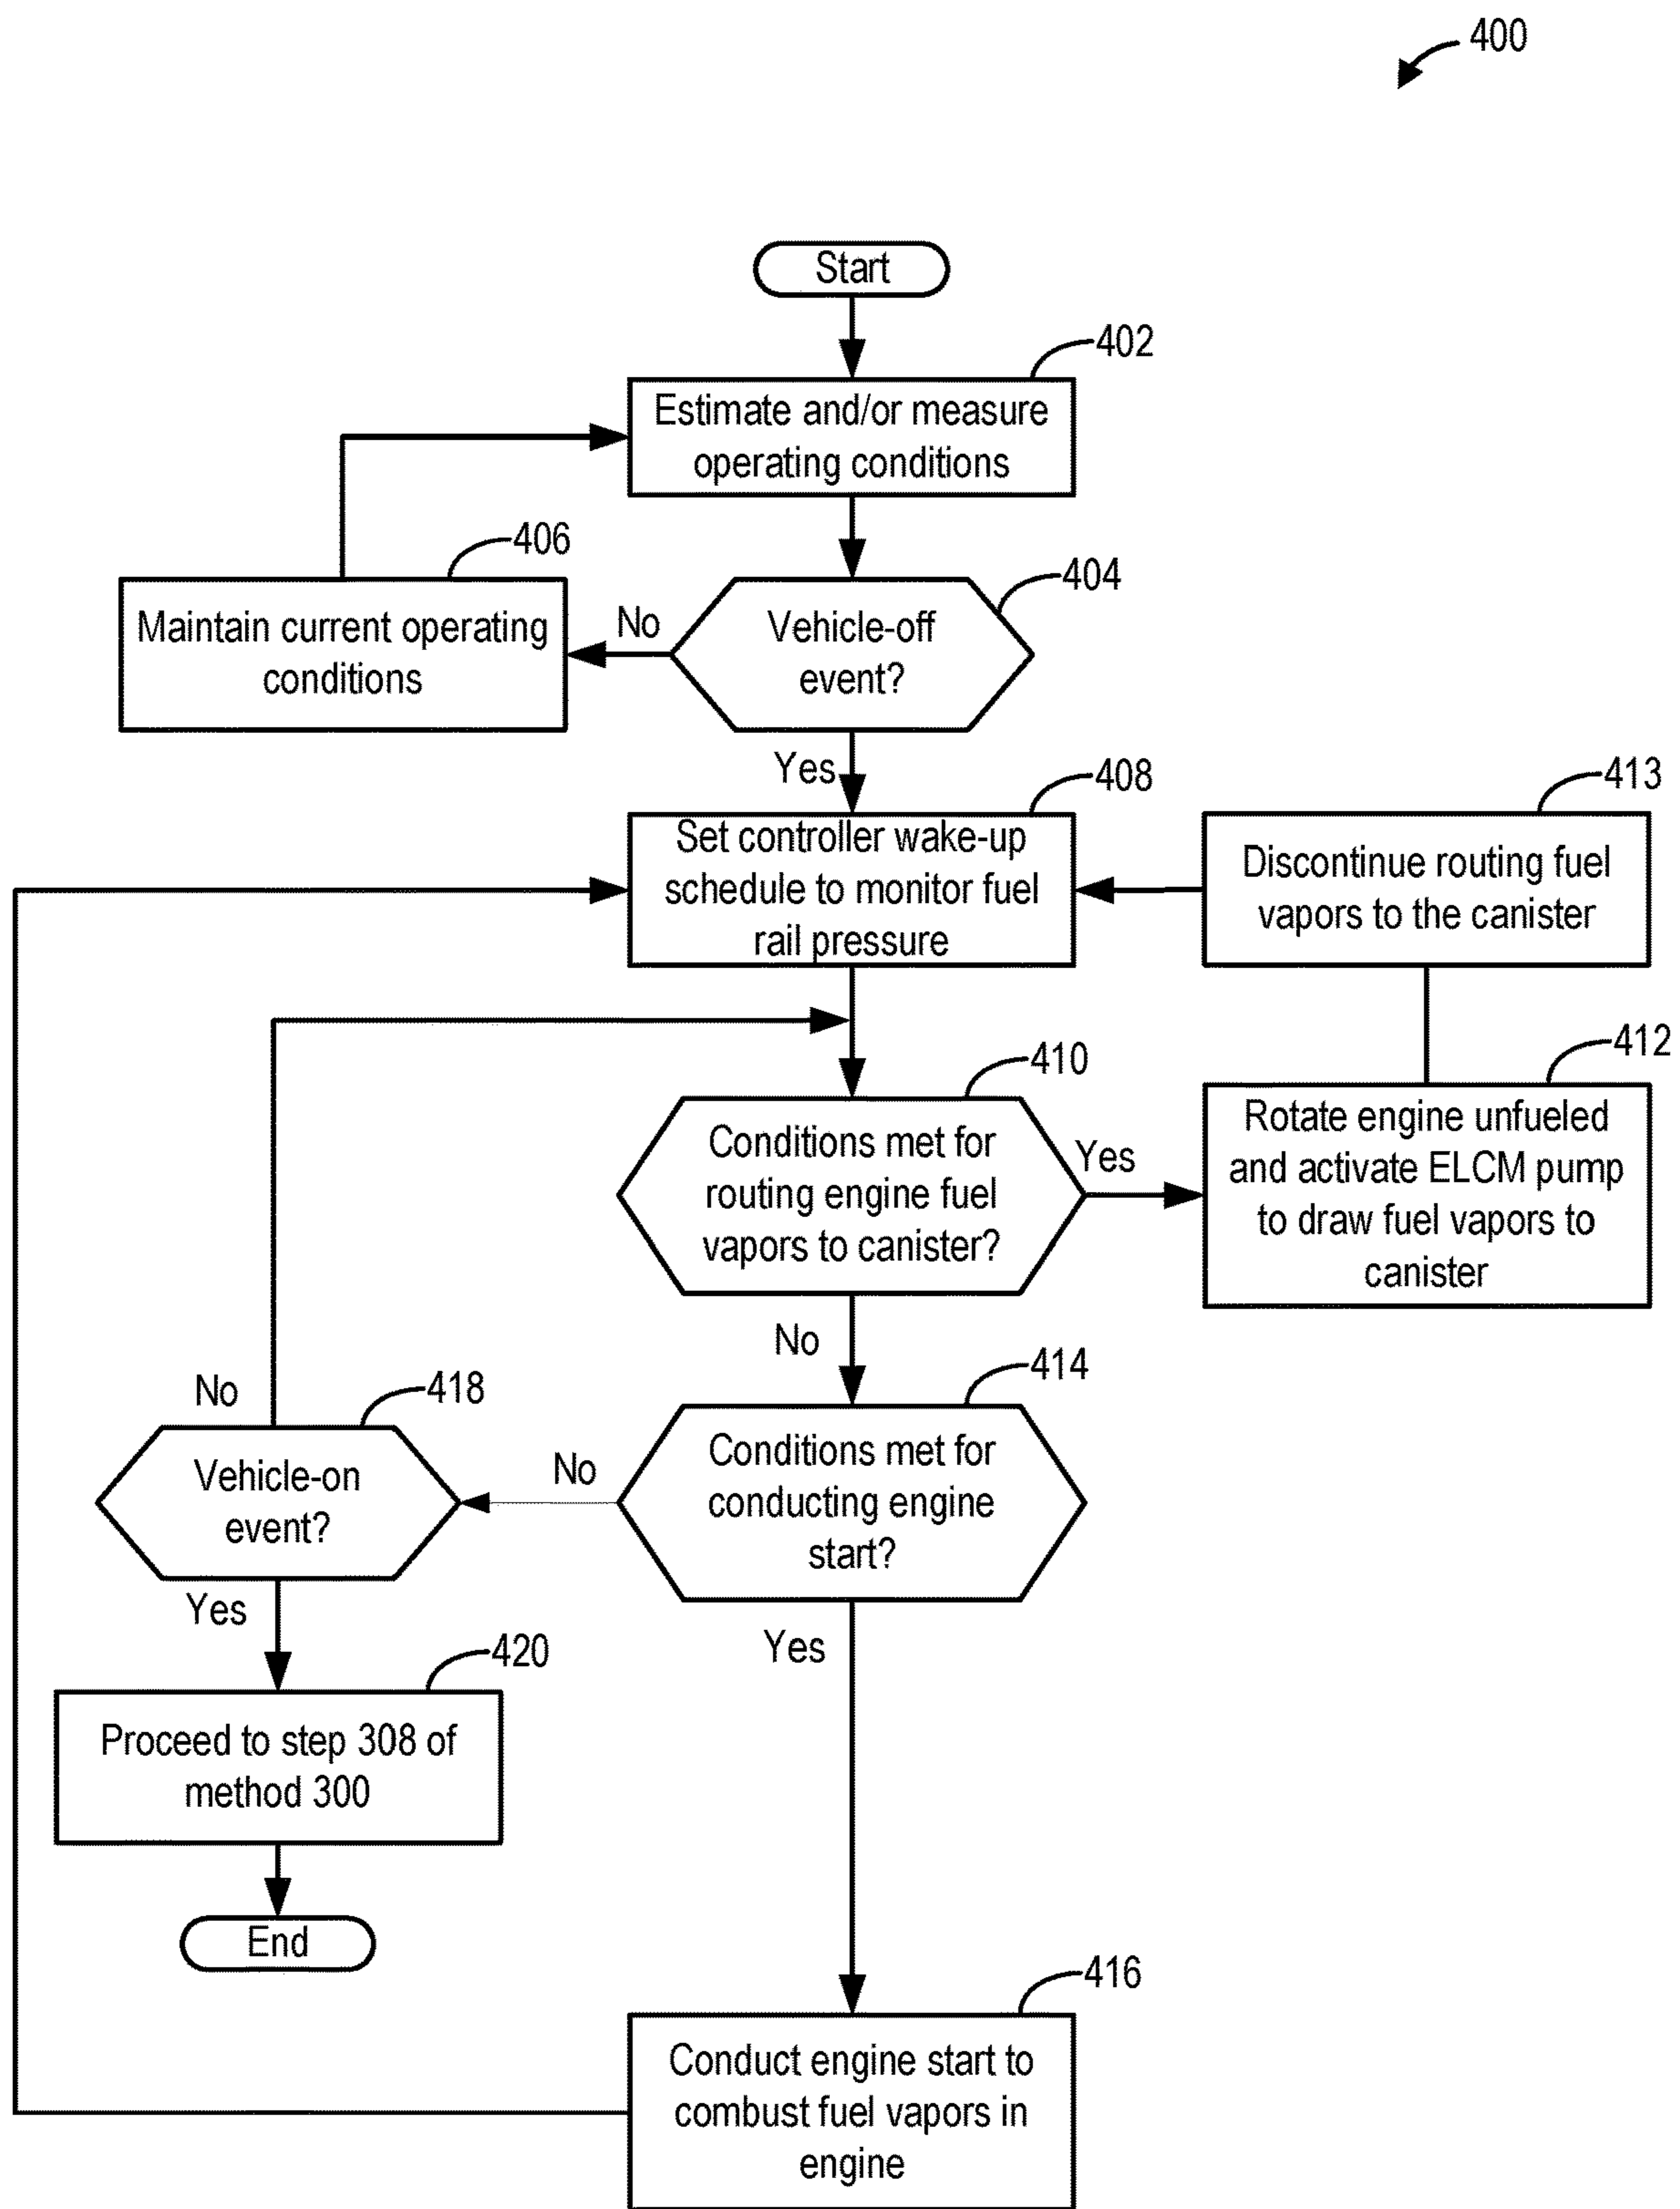 400
Start
402
Estimate and/or measure
operating conditions
406
404
Maintain current operating
conditions
No
Vehicle-off
event?
Yes
408
413
Set controller wake-up
schedule to monitor fuel
rail pressure
Discontinue routing fuel
vapors to the canister
410
412
Conditions met for
routing engine fuel
vapors to canister?
Yes
Rotate engine unfueled
and activate ELCM pump
to draw fuel vapors to
canister
No
414
No
418
Conditions met for
conducting engine
start?
No
Vehicle-on
event?
Yes
Yes
420
Proceed to step 308 of
method 300
End
416
Conduct engine start to
combust fuel vapors in
engine